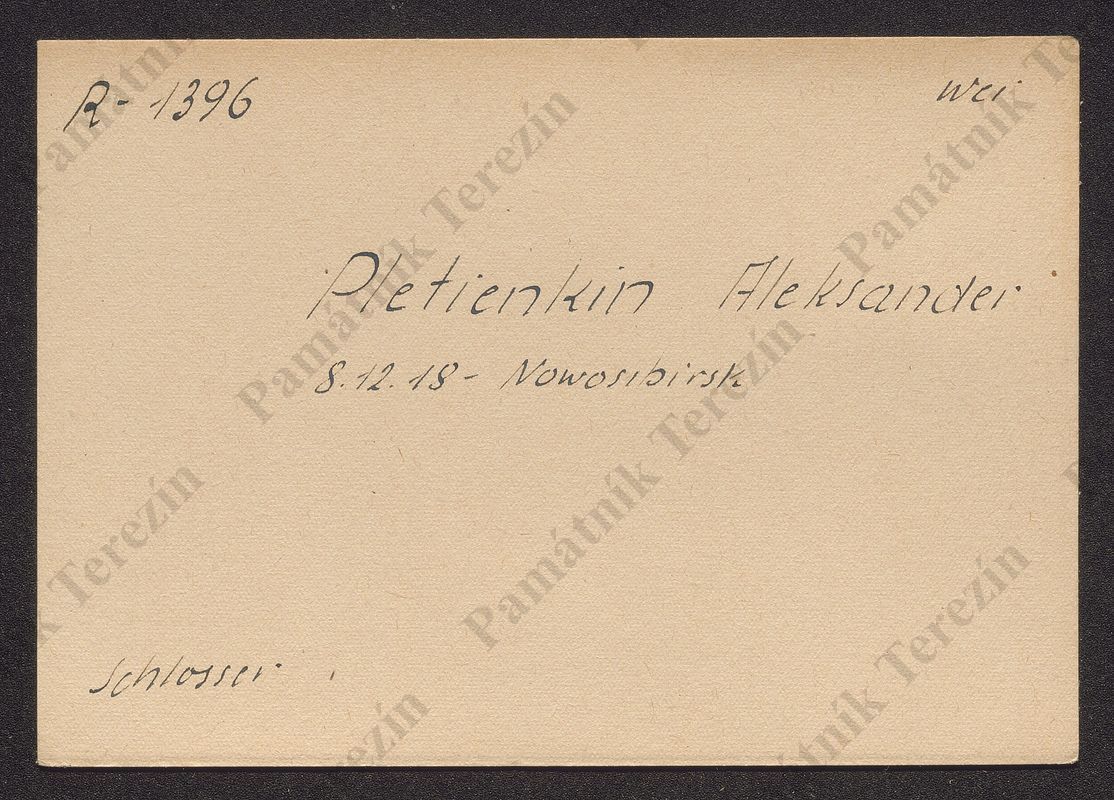 R- 1396
wei
Pletienkin Aleksander
8.12.18- Nowosibirsk
Schlosser
Památník Terezín